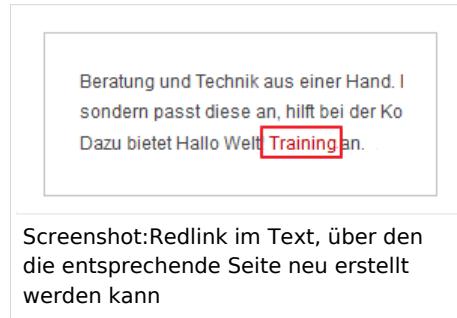 Beratung und Technik aus einer Hand. I
sondern passt diese an, hilft bei der Ko
Dazu bietet Hallo Welt Training an.
Screenshot:Redlink im Text, über den
die entsprechende Seite neu erstellt
werden kann